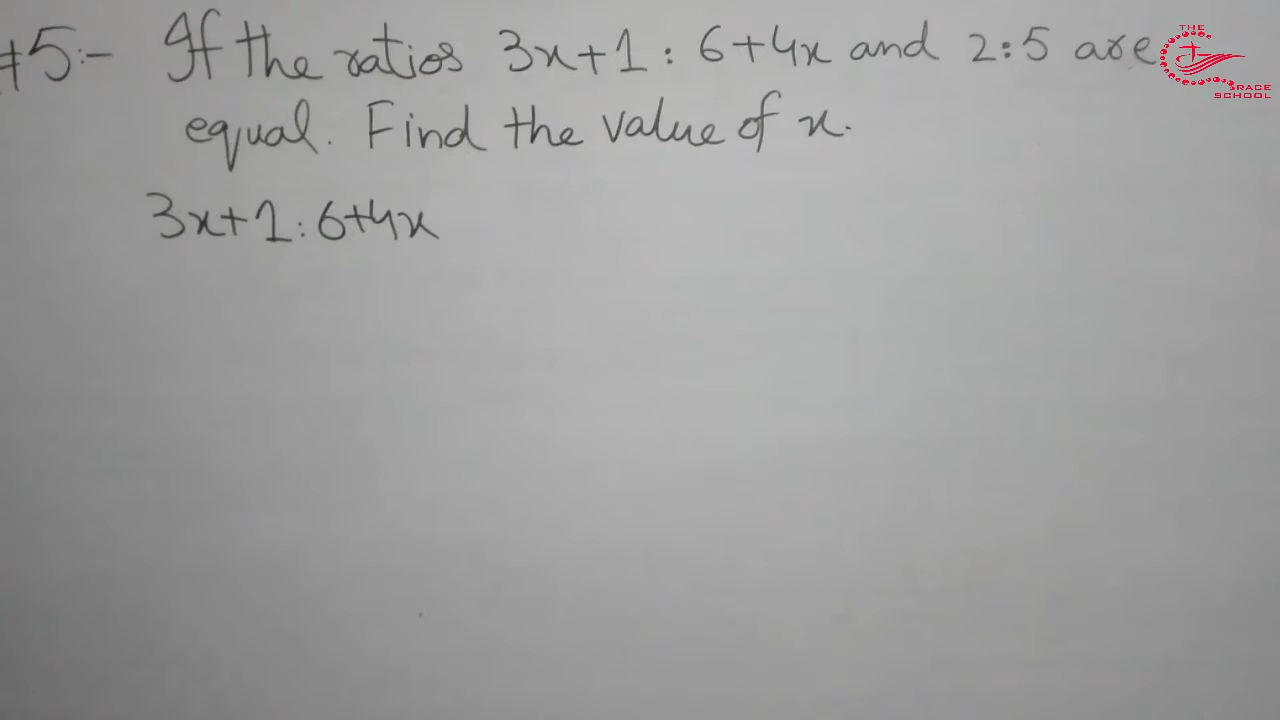 5:- If the ratios 3x+1 : 6+4x and 2:5 are
equal. Find the value of x.
3x+1 : 6+4x
THE
RACE
SCHOOL